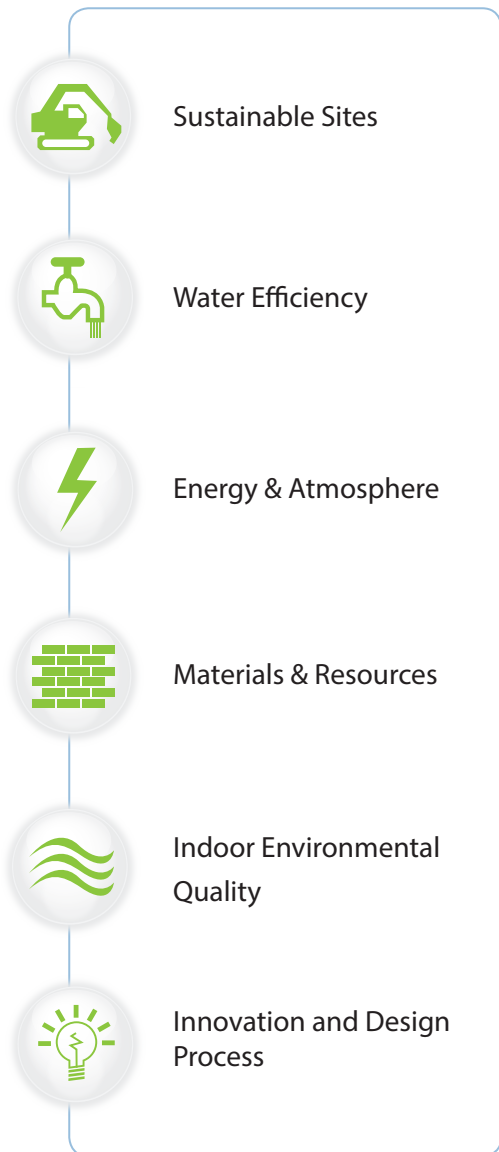 Sustainable Sites
Water Efficiency
Energy & Atmosphere
Materials & Resources
Indoor Environmental
Quality
Innovation and Design
Process